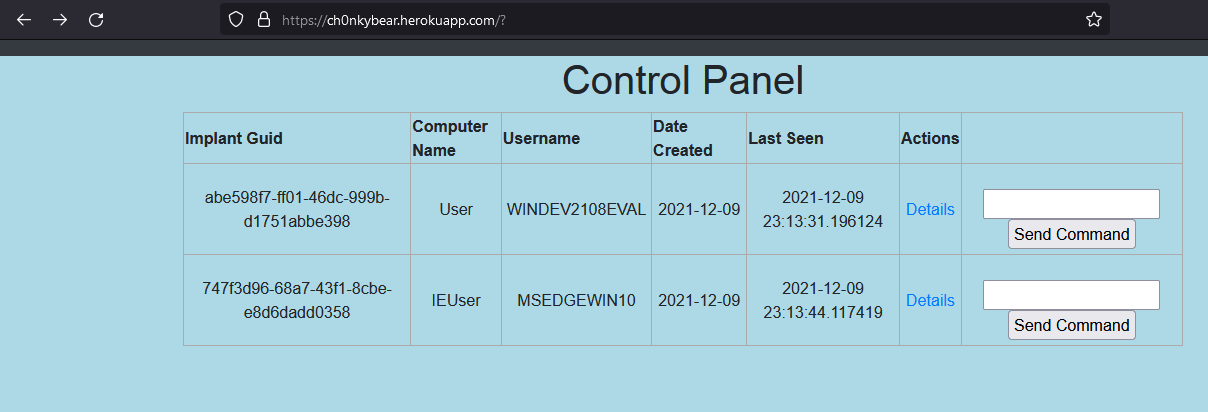 https://ch0nkybear.herokuapp.com/?
Control Panel
Implant Guid
Computer
Name
Username
Date
Created
Last Seen
Actions
abe598f7-ff01-46dc-999b-
d1751abbe398
User
WINDEV2108EVAL
2021-12-09
2021-12-09
23:13:31.196124
Details
Send Command
747f3d96-68a7-43f1-8cbe-
e8d6dadd0358
IEUser
MSEDGEWIN10
2021-12-09
2021-12-09
23:13:44.117419
Details
Send Command